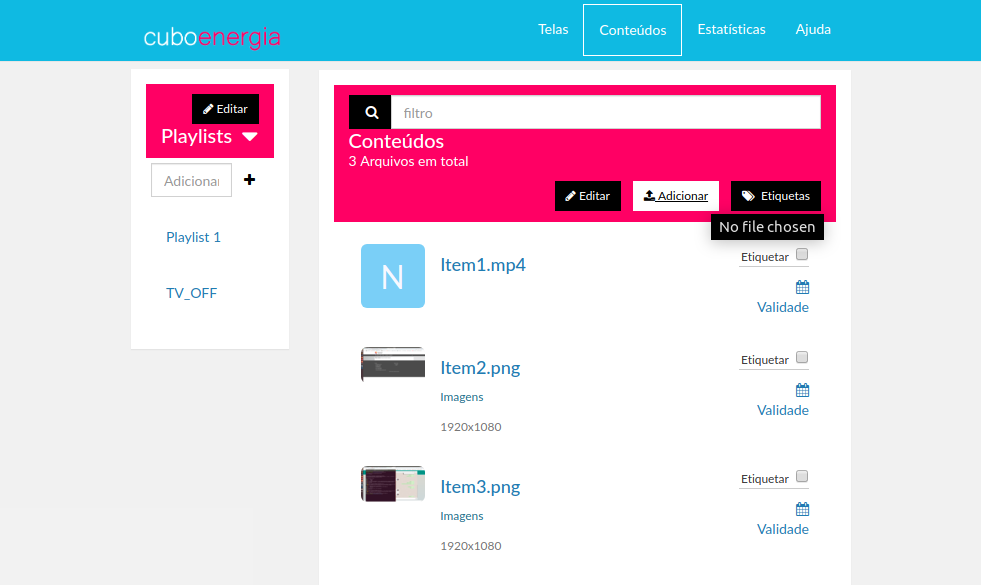 cuboenergia
Telas
Conteúdos
Estatísticas
Ajuda
Editar
Playlists
Adicionar
Playlist 1
TV_OFF
filtro
Conteúdos
3 Arquivos em total
Editar
Adicionar
Etiquetas
No file chosen
N
Item1.mp4
Etiquetar
Validade
Item2.png
Imagens
1920x1080
Etiquetar
Validade
Item3.png
Imagens
1920x1080
Etiquetar
Validade